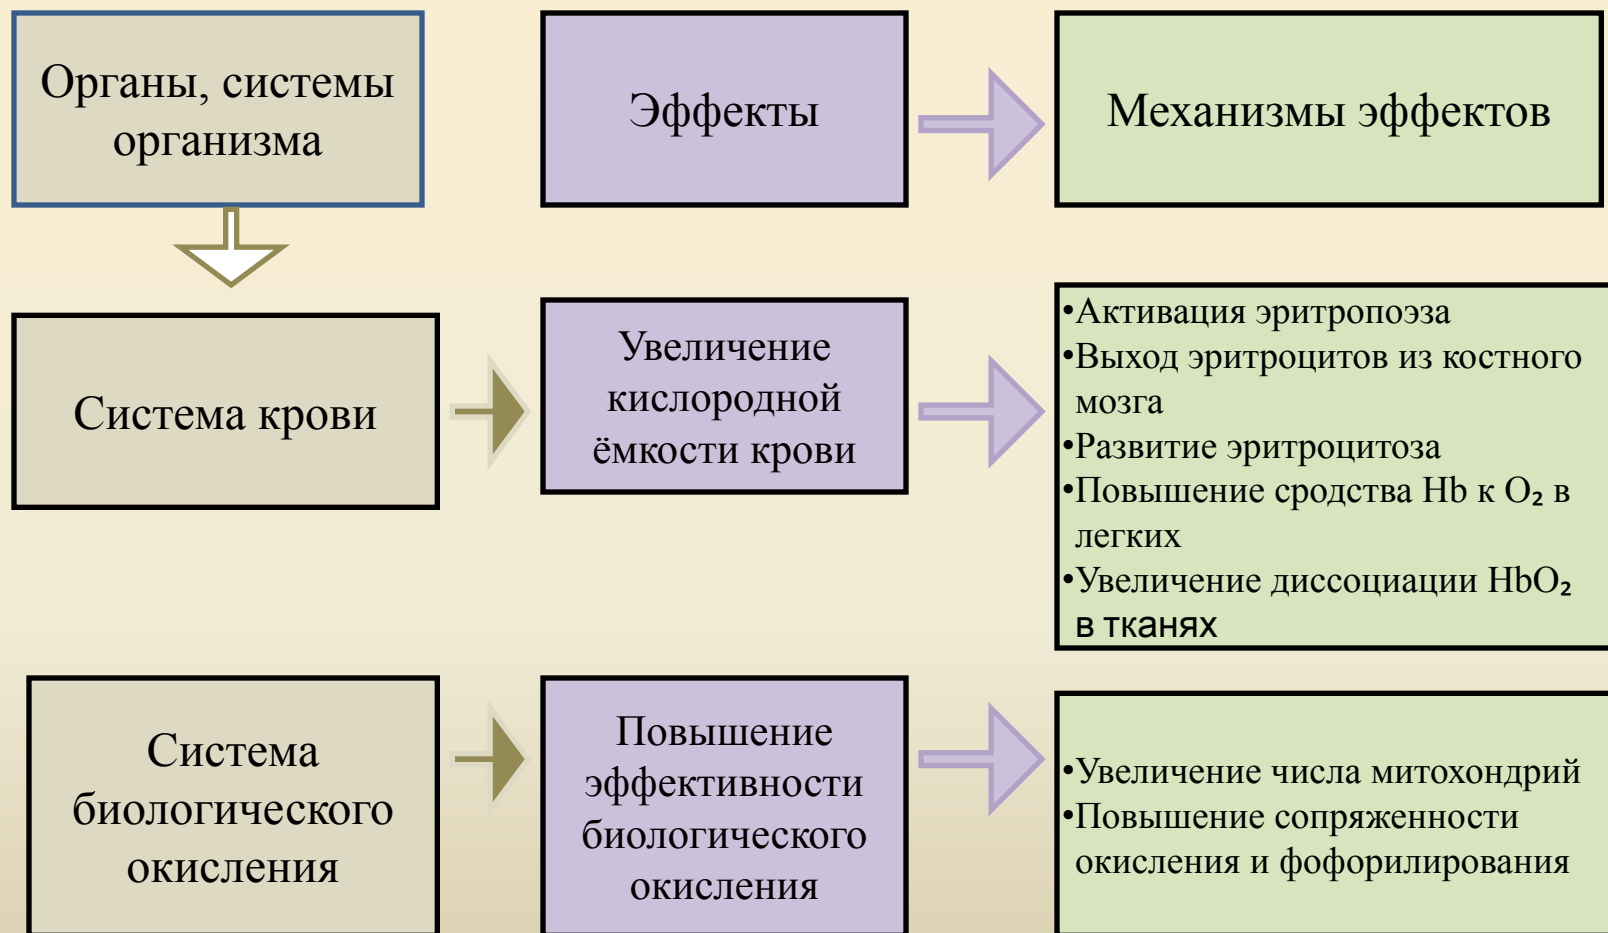 Органы, системы
организма
Эффекты
Механизмы эффектов
Система крови
Увеличение
кислородной
ёмкости крови
•Активация эритропоэза
•Выход эритроцитов из костного
мозга
•Развитие эритроцитоза
•Повышение сродства Hb к O₂ в
легких
•Увеличение диссоциации HbO₂
в тканях
Система
биологического
окисления
Повышение
эффективности
биологического
окисления
•Увеличение числа митохондрий
•Повышение сопряженности
окисления и фофорилирования